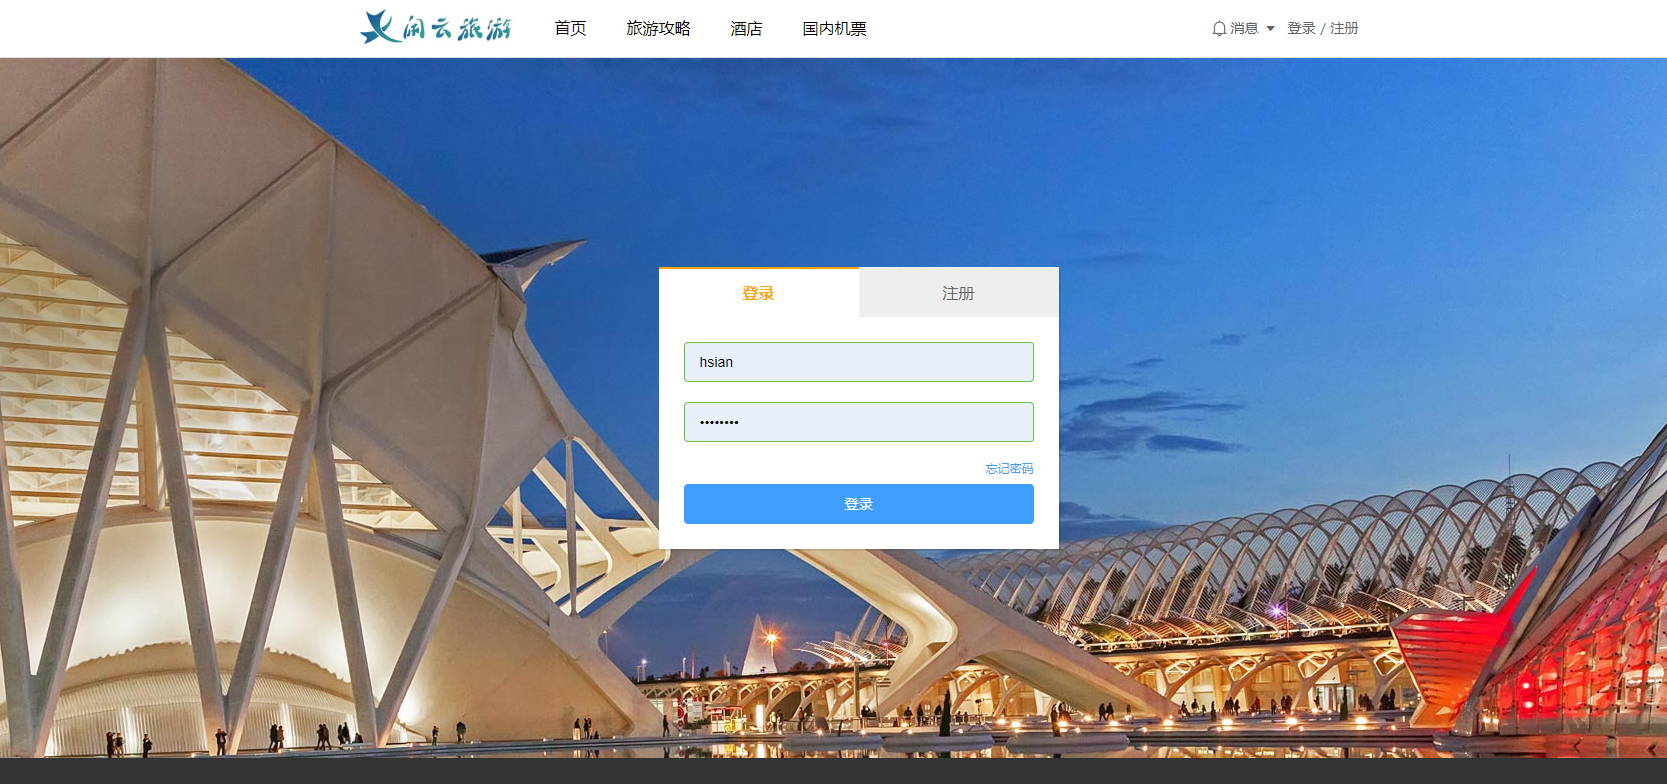 闲云旅游 首页 旅游攻略 酒店 国内机票 消息 登录 / 注册
登录 注册
hsian
••••••••
忘记密码
登录